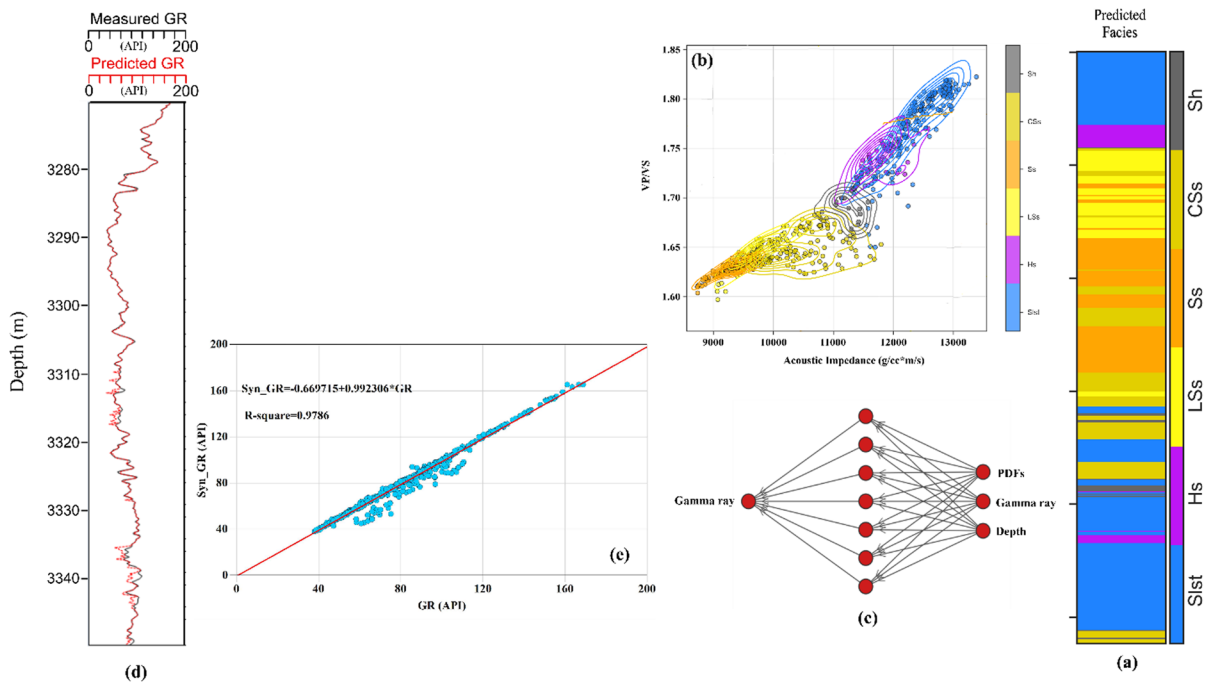 Measured GR
0 (API) 200
Predicted GR
0 (API) 200
Depth (m)
3280
3290
3300
3310
3320
3330
3340
(d)
200
160
120
80
40
0
Syn_GR (API)
Syn_GR=-0.669715+0.992306*GR
R-square=0.9786
(e)
0 40 80 120 160 200
GR (API)
(b)
1.85
1.80
1.75
1.70
1.65
1.60
VP/VS
9000 10000 11000 12000 13000
Acoustic Impedance (g/cc*m/s)
Sh
CSs
Ss
LSs
Hs
Slst
Gamma ray
PDFs
Gamma ray
Depth
(c)
Predicted
Facies
Sh
CSs
Ss
LSs
Hs
Slst
(a)